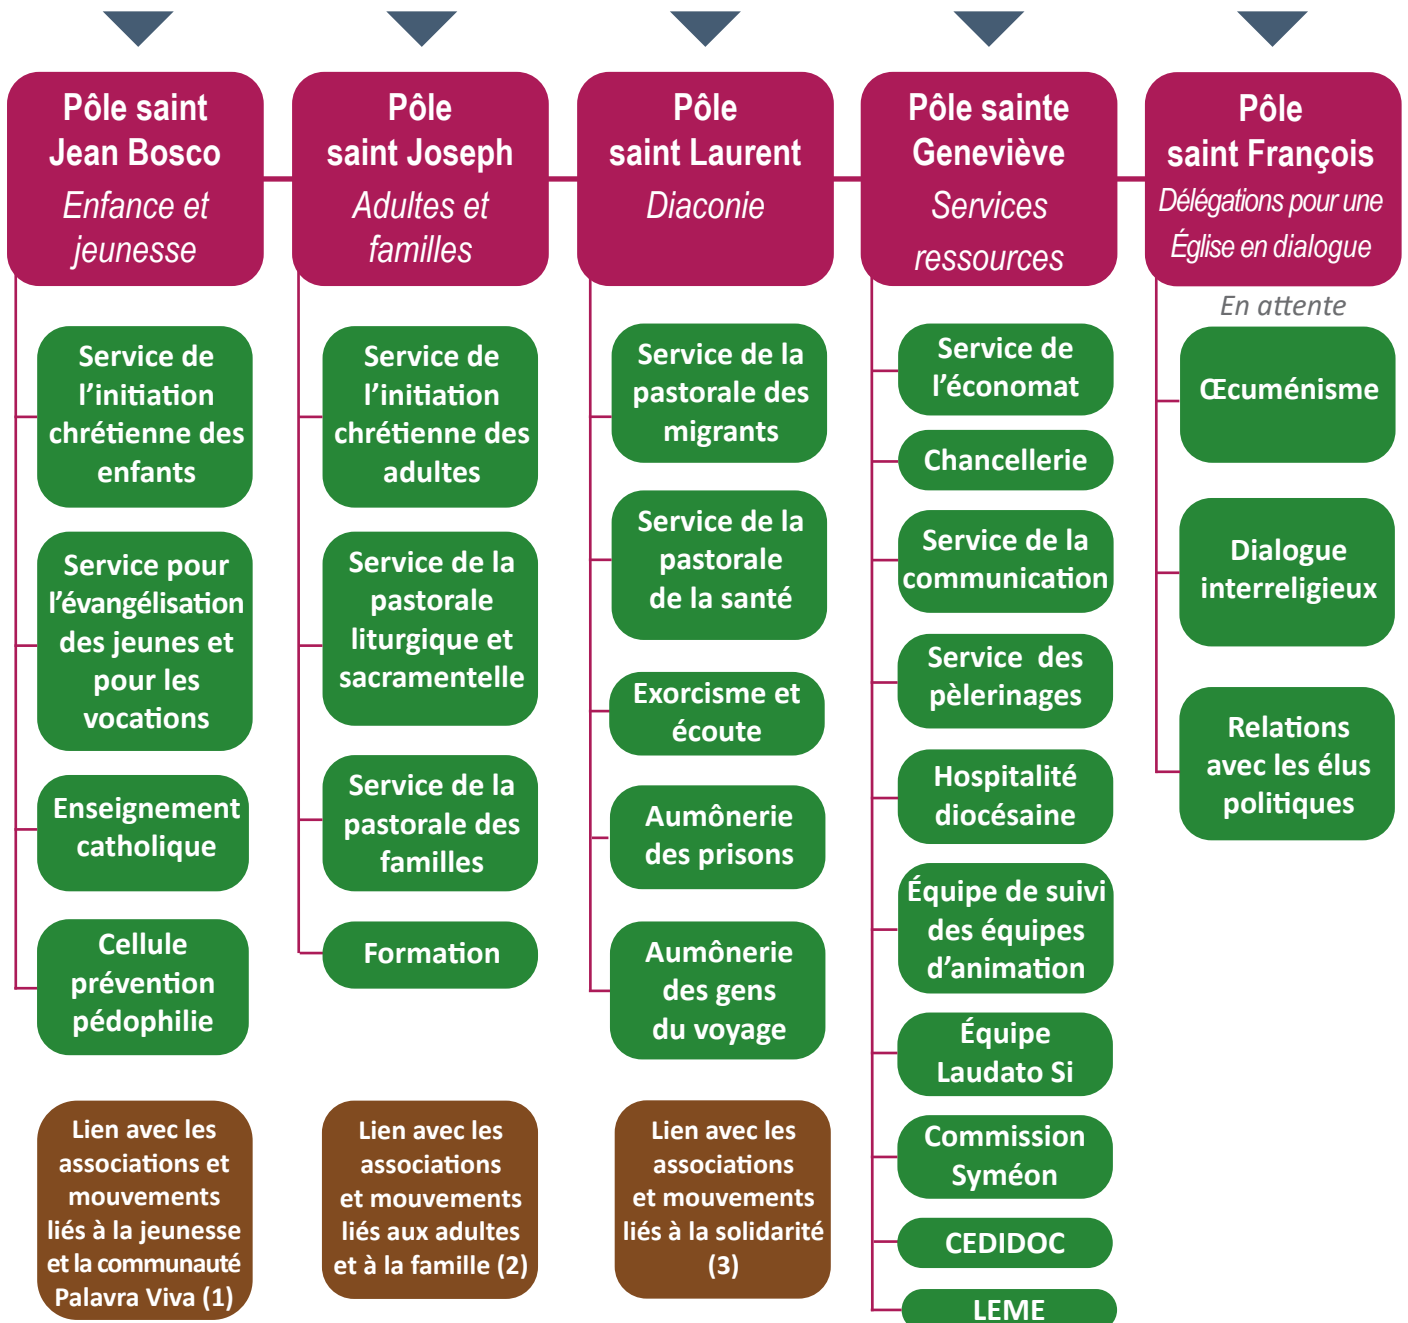 Pôle saint
Jean Bosco
Enfance et
jeunesse
Service de
l'initiation
chrétienne des
enfants
Service pour
l'évangélisation
des jeunes et
pour les
vocations
Enseignement
catholique
Cellule
prévention
pédophilie
Lien avec les
associations et
mouvements
liés à la jeunesse
et la communauté
Palavra Viva (1)
Pôle
saint Joseph
Adultes et
familles
Service de
l'initiation
chrétienne des
adultes
Service de la
pastorale
liturgique et
sacramentelle
Service de la
pastorale des
familles
Formation
Lien avec les
associations
et mouvements
liés aux adultes
et à la famille (2)
Pôle
saint Laurent
Diaconie
Service de la
pastorale des
migrants
Service de la
pastorale
de la santé
Exorcisme et
écoute
Aumônerie
des prisons
Aumônerie
des gens
du voyage
Lien avec les
associations
et mouvements
liés à la solidarité
(3)
Pôle sainte
Geneviève
Services
ressources
Service de
l'économat
Chancellerie
Service de la
communication
Service des
pèlerinages
Hospitalité
diocésaine
Équipe de suivi
des équipes
d'animation
Équipe
Laudato Si
Commission
Syméon
CEDIDOC
LEME
Pôle
saint François
Délégations pour une
Église en dialogue
En attente
Œcuménisme
Dialogue
interreligieux
Relations
avec les élus
politiques